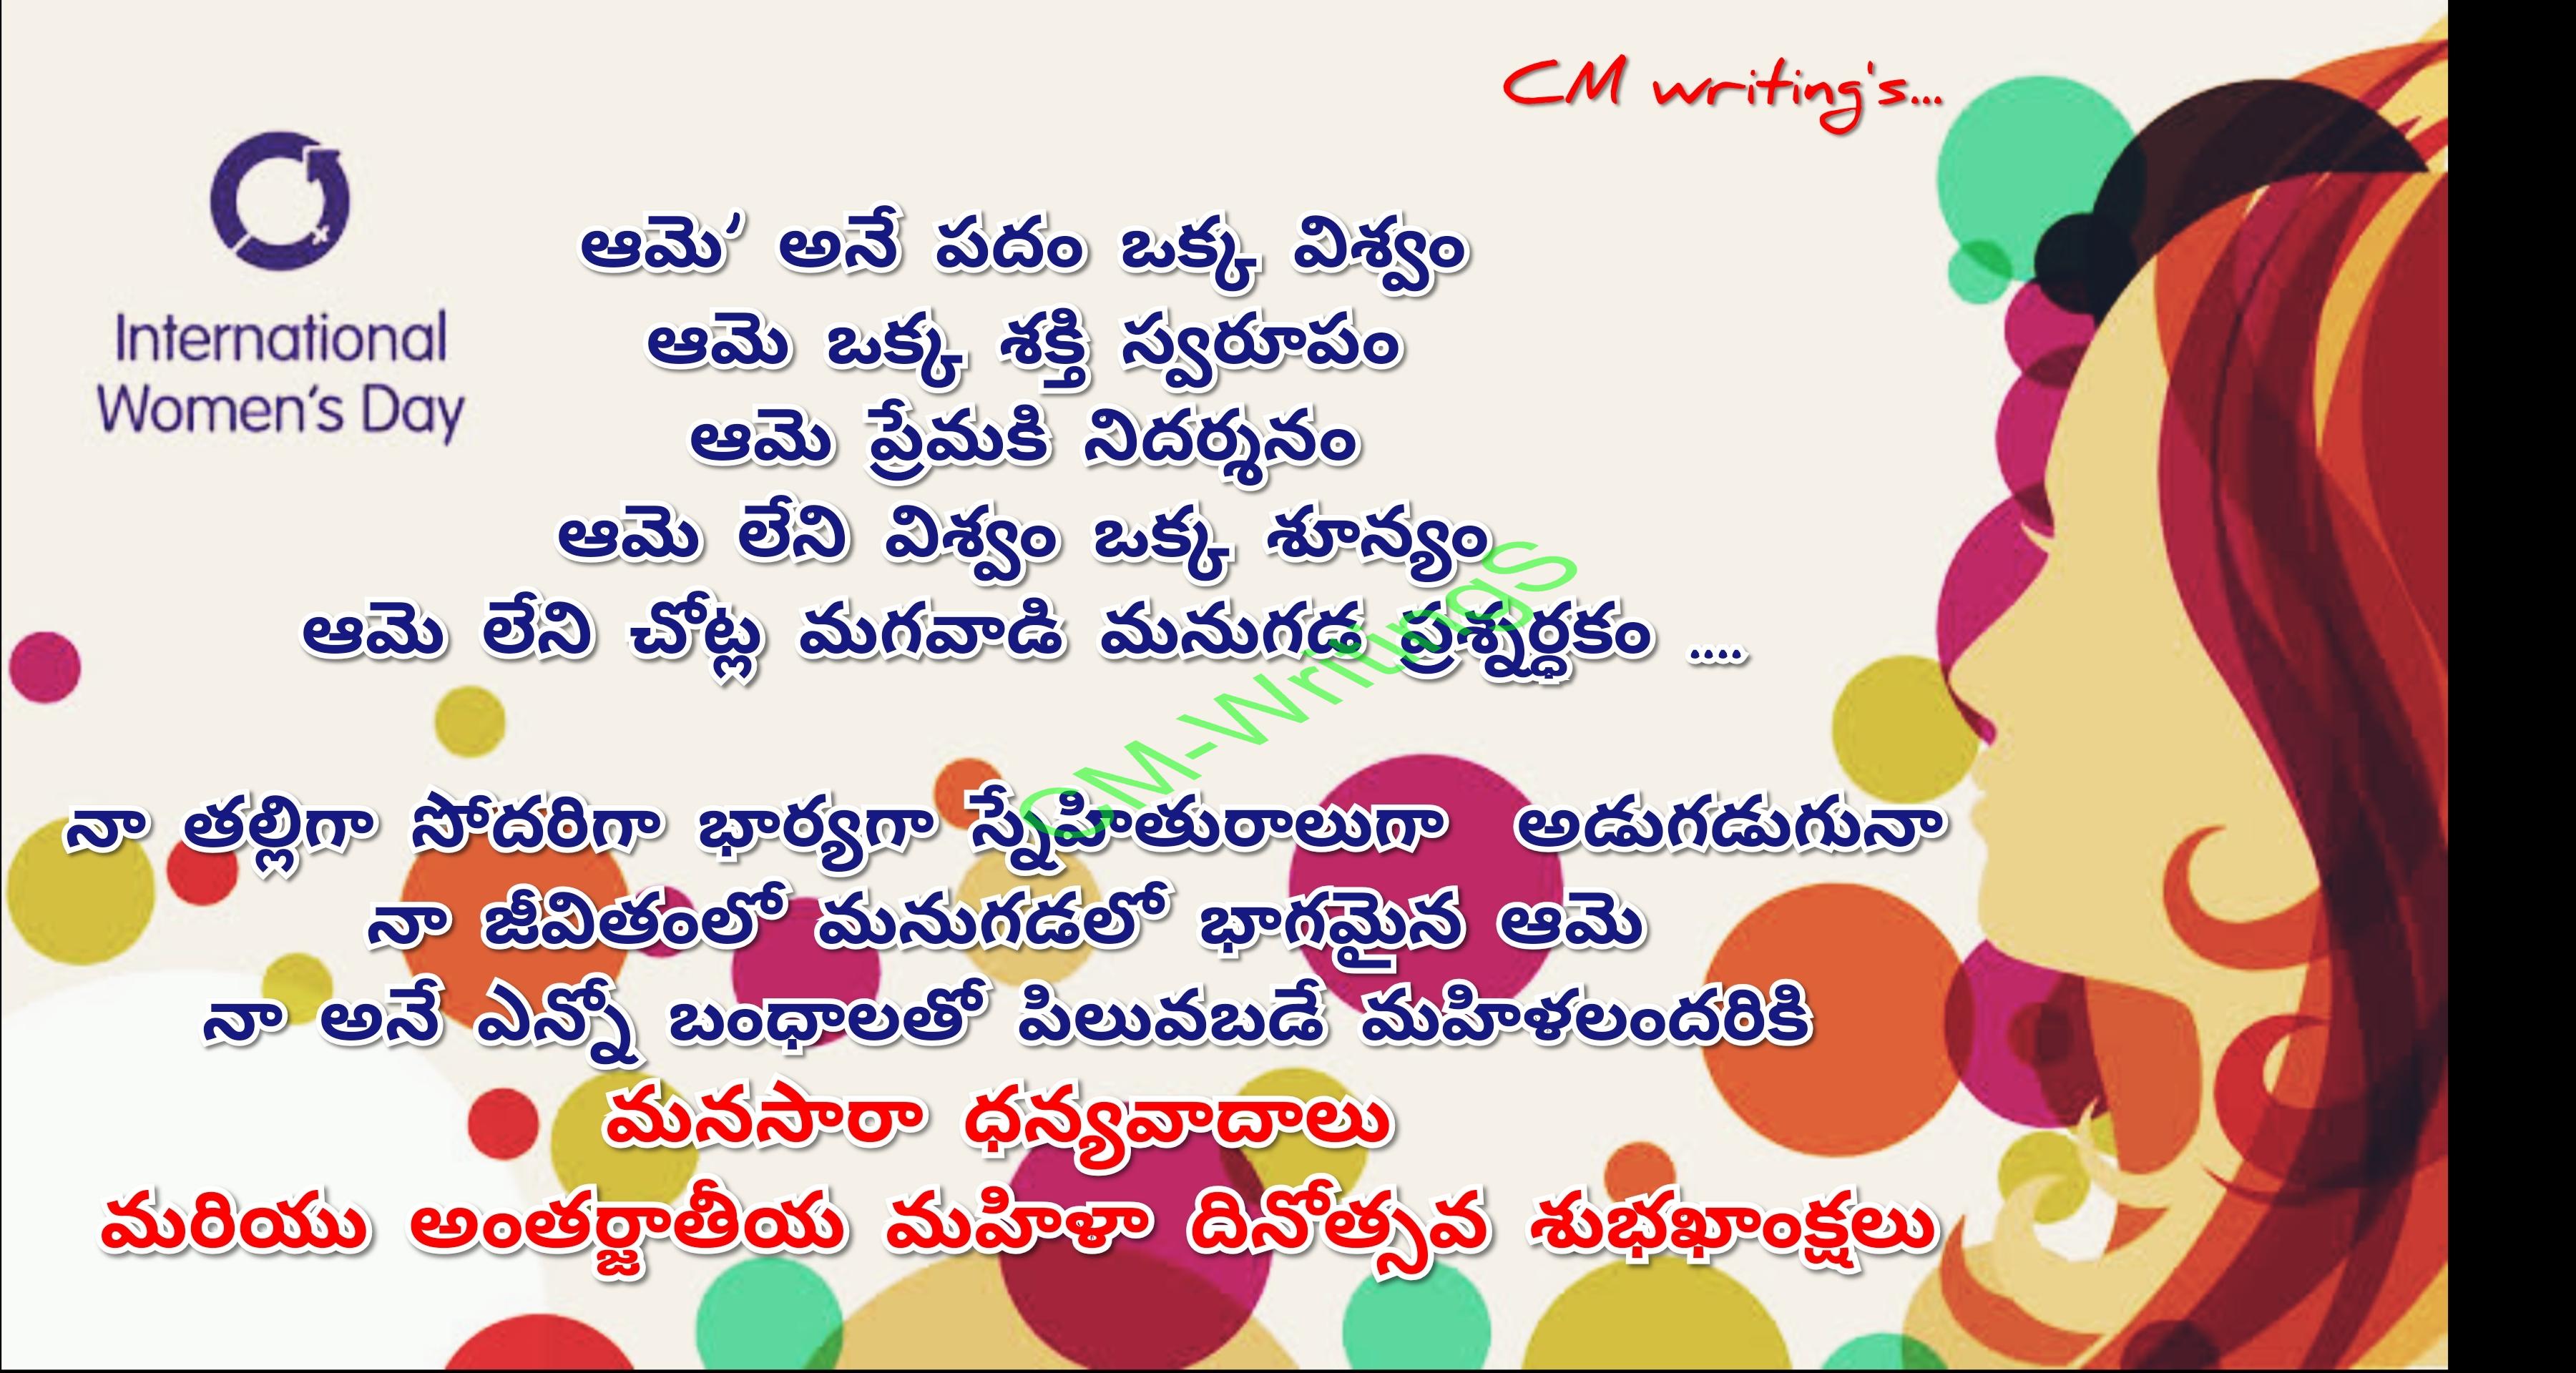 CM writing's...
International
Women's Day
ఆమె’ అనే పదం ఒక్క విశ్వం
ఆమె ఒక్క శక్తి స్వరూపం
ఆమె ప్రేమకి నిదర్శనం
ఆమె లేని విశ్వం ఒక్క శూన్యం
ఆమె లేని చోట్ల మగవాడి మనుగడ ప్రశ్నర్ధకం ....
CM-WritingS
నా తల్లిగా సోదరిగా భార్యగా స్నేహితురాలుగా అడుగడుగునా
నా జీవితంలో మనుగడలో భాగమైన ఆమె
నా అనే ఎన్నో బంధాలతో పిలువబడే మహిళలందరికి
మనసారా ధన్యవాదాలు
మరియు అంతర్జాతీయ మహిళా దినోత్సవ శుభఖాంక్షలు